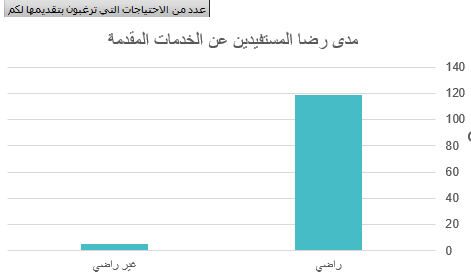 عدد من الاحتياجات التي ترغبون بتقديمها لكم
مدى رضا المستفيدين عن الخدمات المقدمة
140
120
100
80
60
40
20
0
راضي
غير راضي